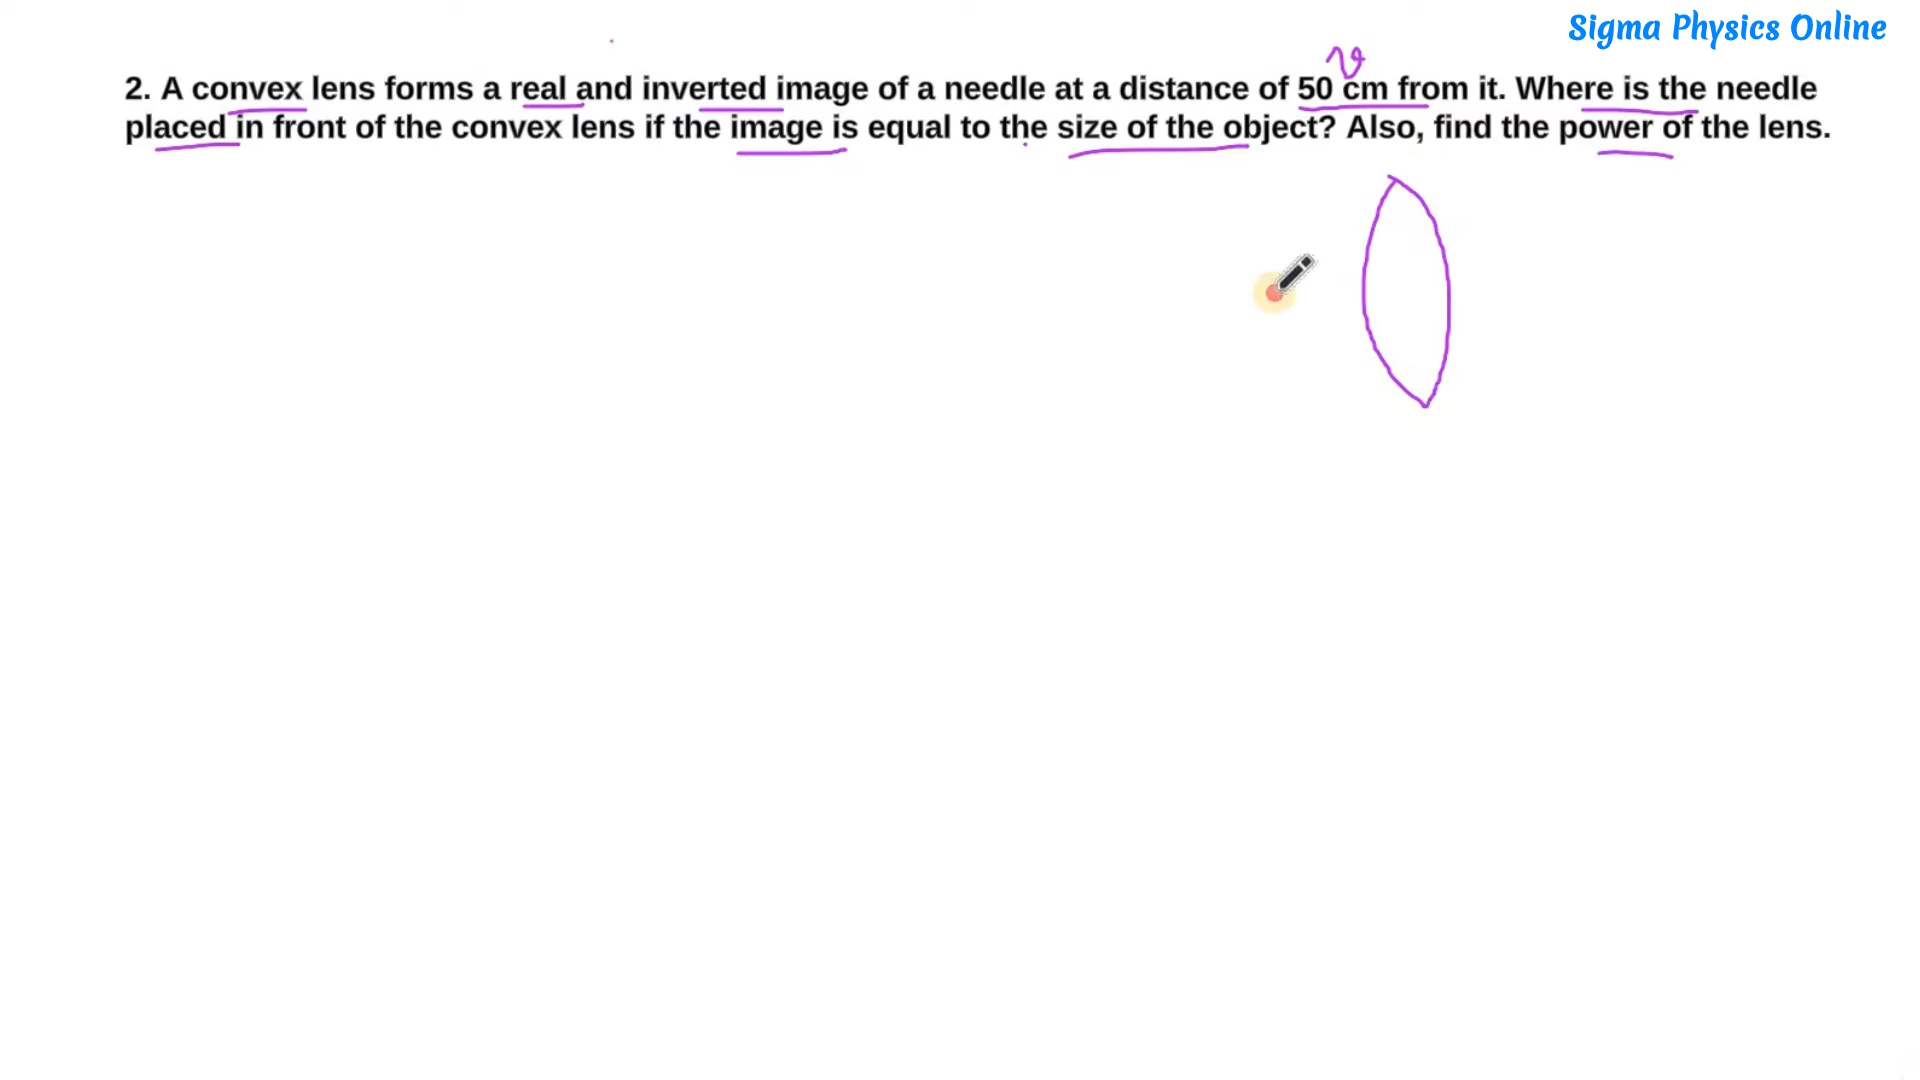 Sigma Physics Online
v
2. A convex lens forms a real and inverted image of a needle at a distance of 50 cm from it. Where is the needle
placed in front of the convex lens if the image is equal to the size of the object? Also, find the power of the lens.